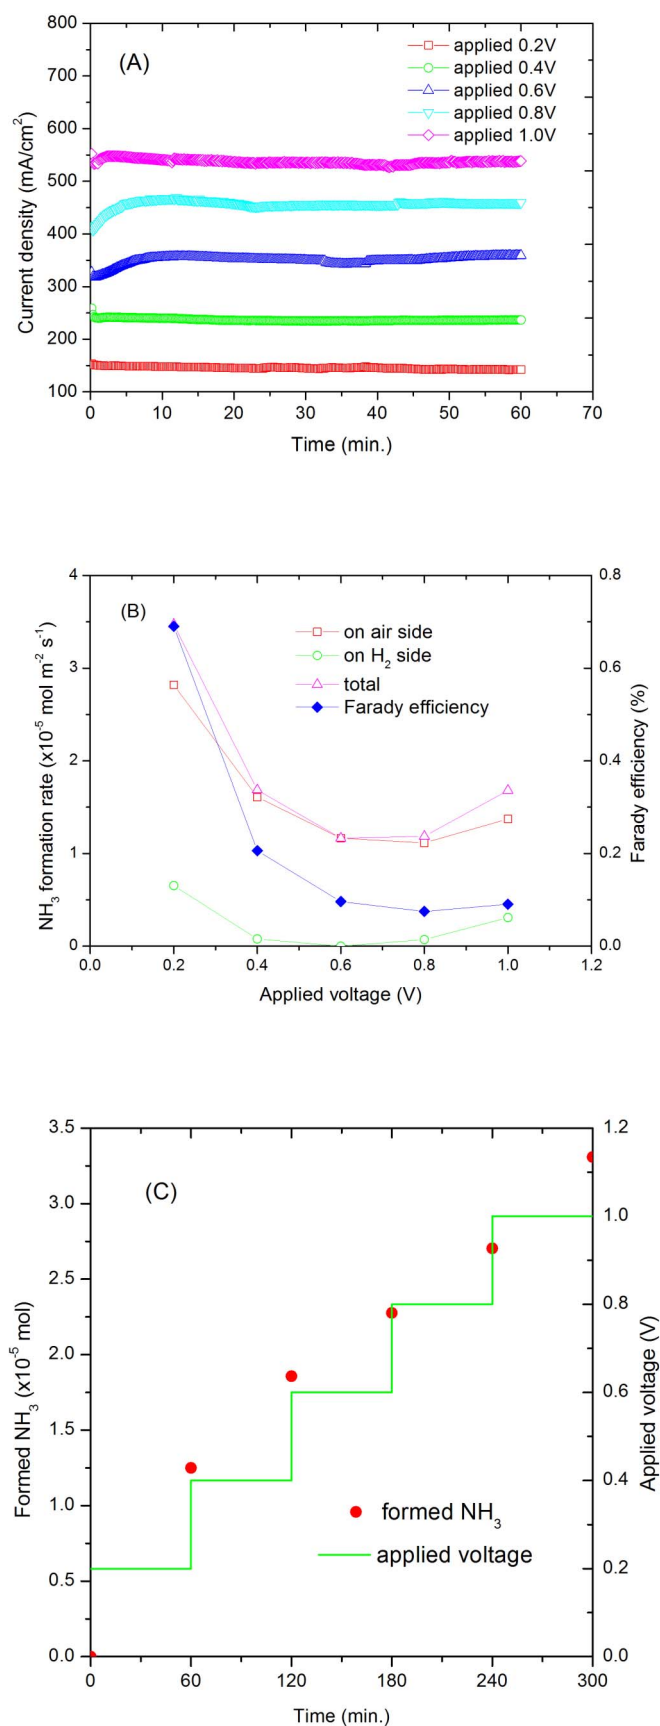 800
700
600
500
400
300
200
100
0
10
20
30
40
50
60
70
Current density (mA/cm²)
Time (min.)
(A)
applied 0.2V
applied 0.4V
applied 0.6V
applied 0.8V
applied 1.0V
4
3
2
1
0
0.8
0.6
0.4
0.2
0.0
0.0
0.2
0.4
0.6
0.8
1.0
1.2
NH₃ formation rate (x10⁻⁵ mol m⁻² s⁻¹)
Farady efficiency (%)
Applied voltage (V)
(B)
on air side
on H₂ side
total
Farady efficiency
3.5
3.0
2.5
2.0
1.5
1.0
0.5
0.0
1.2
1.0
0.8
0.6
0.4
0.2
0.0
0
60
120
180
240
300
Formed NH₃ (x10⁻⁵ mol)
Applied voltage (V)
Time (min.)
(C)
formed NH₃
applied voltage